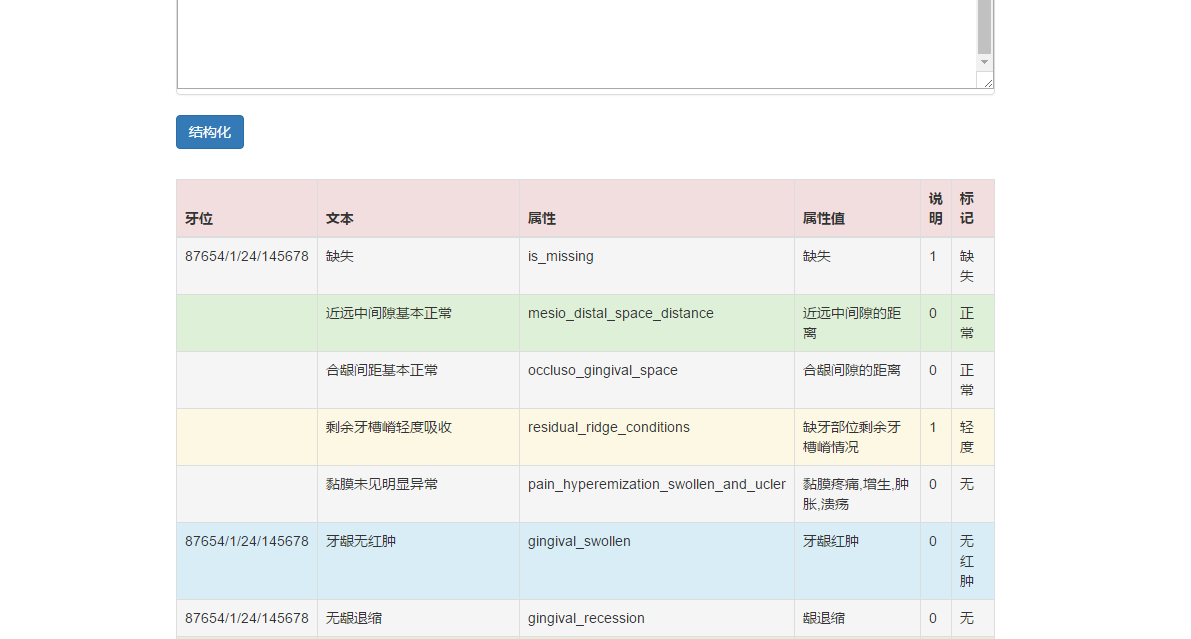 结构化
牙位 文本 属性 属性值 说明 标记
87654/1/24/145678 缺失 is_missing 缺失 1 缺失
近远中间隙基本正常 mesio_distal_space_distance 近远中间隙的距离 0 正常
合龈间距基本正常 occluso_gingival_space 合龈间隙的距离 0 正常
剩余牙槽嵴轻度吸收 residual_ridge_conditions 缺牙部位剩余牙槽嵴情况 1 轻度
黏膜未见明显异常 pain_hyperemization_swollen_and_ucler 黏膜疼痛,增生,肿胀,溃疡 0 无
87654/1/24/145678 牙龈无红肿 gingival_swollen 牙龈红肿 0 无红肿
87654/1/24/145678 无龈退缩 gingival_recession 龈退缩 0 无